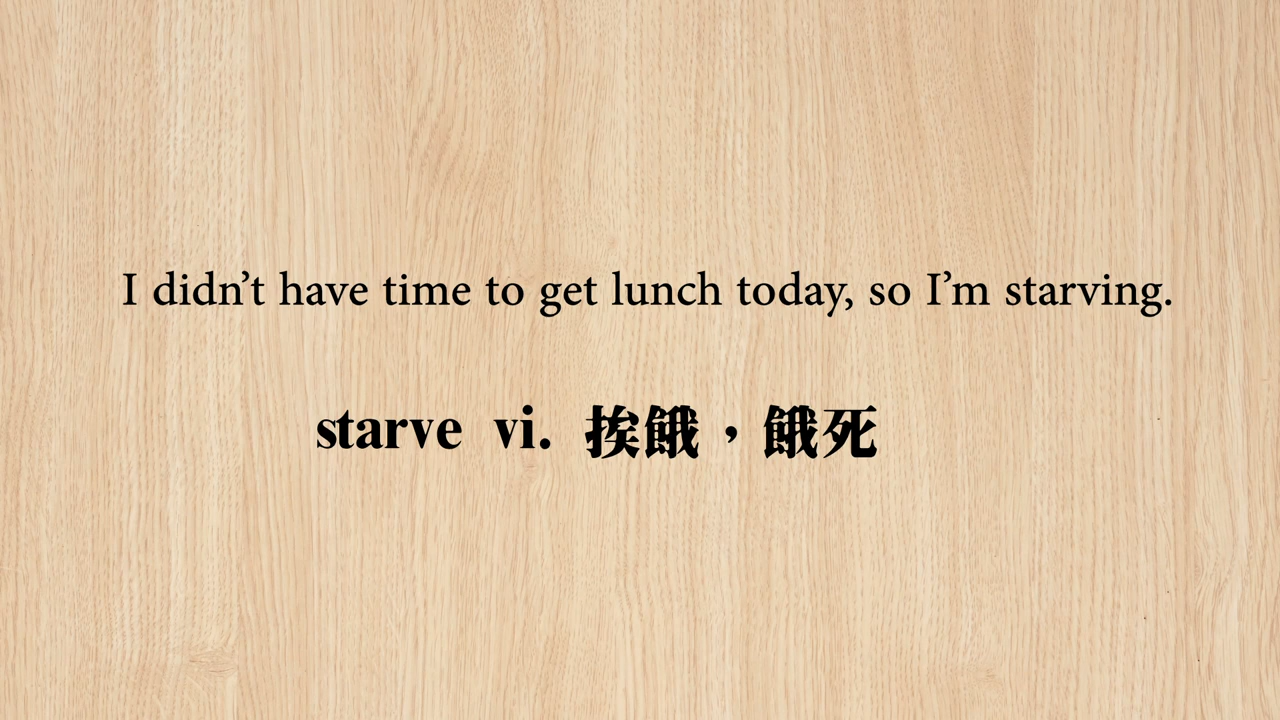 I didn’t have time to get lunch today, so I’m starving.
starve vi. 挨餓，餓死